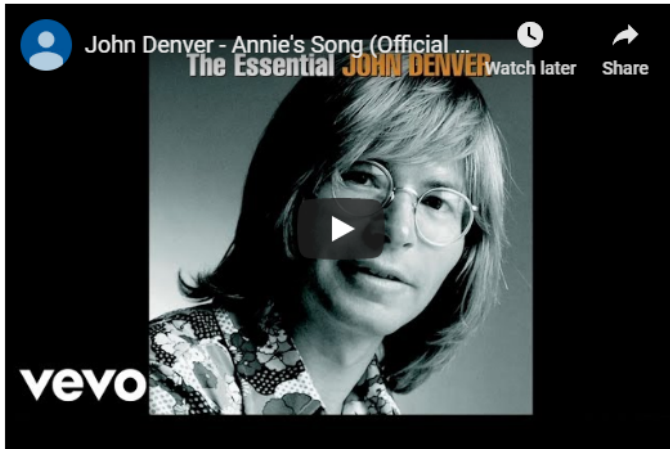 John Denver - Annie's Song (Official ...
The Essential JOHN DENVER
Watch later
Share
vevo